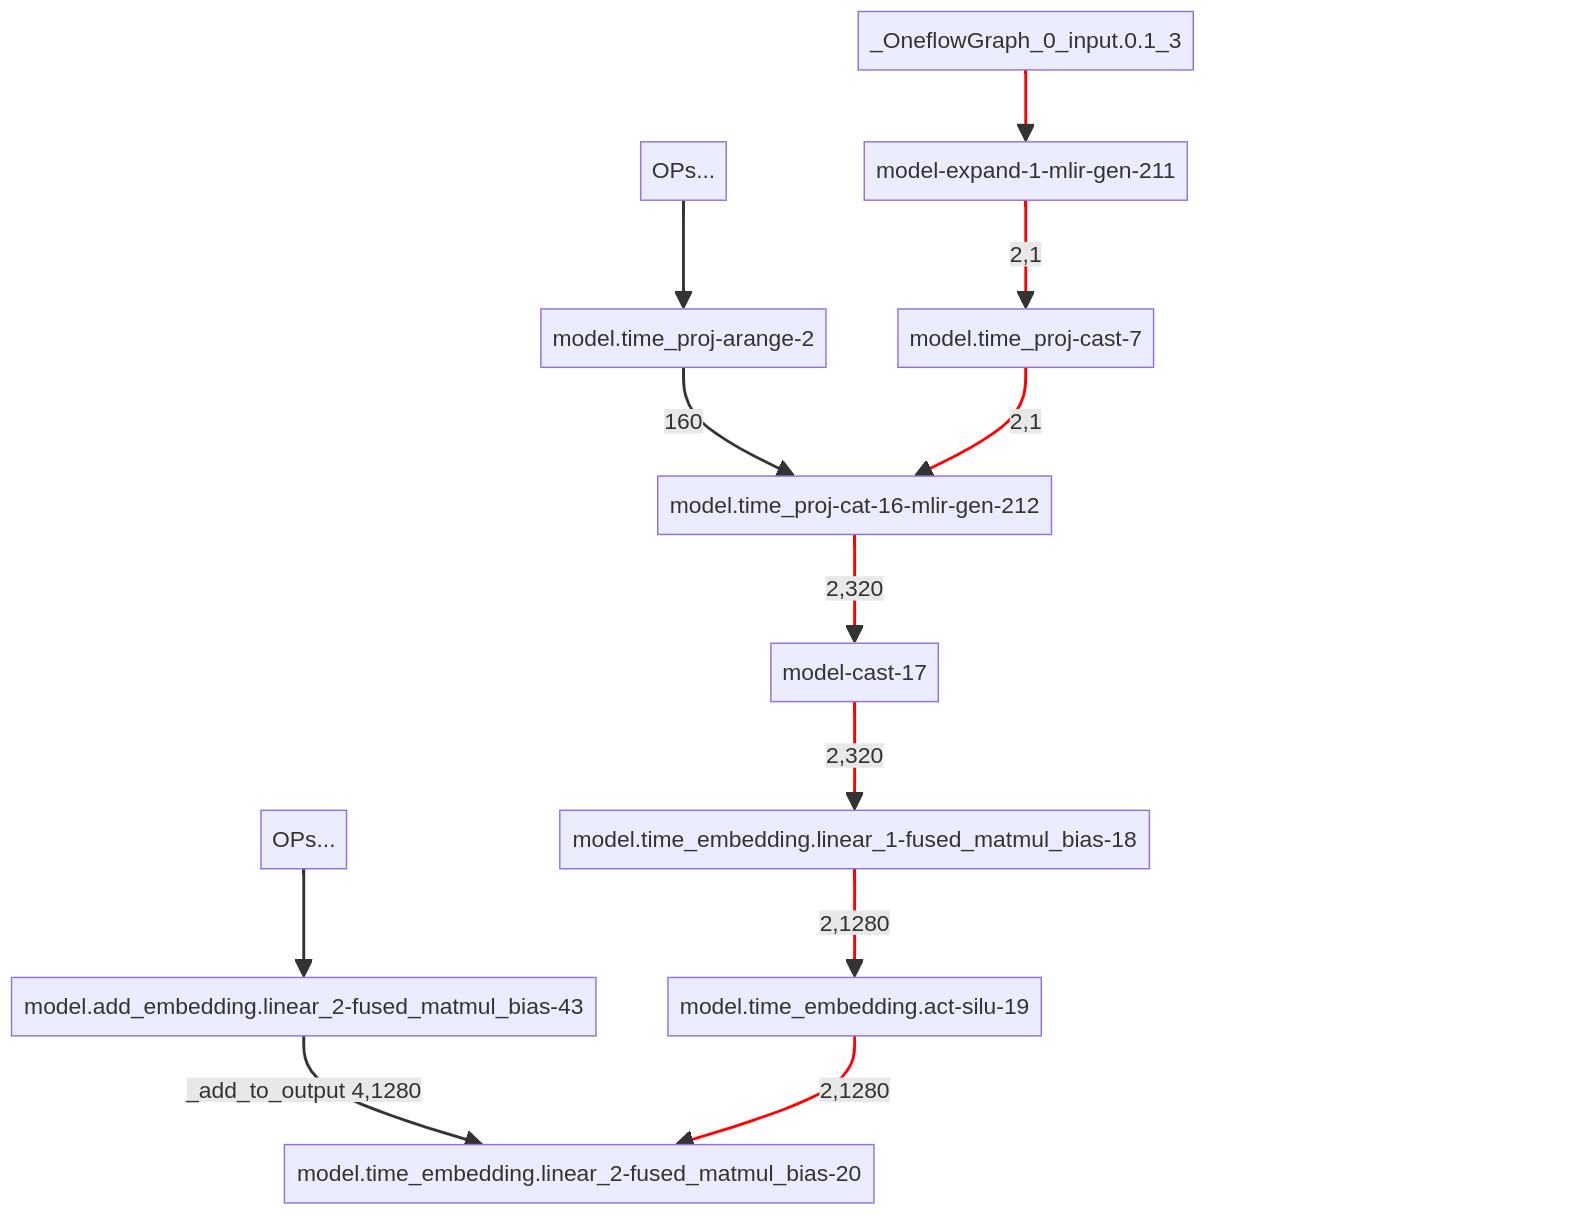 _OneflowGraph_0_input.0.1_3
OPs...
model-expand-1-mlir-gen-211
2,1
model.time_proj-arange-2
model.time_proj-cast-7
160
2,1
model.time_proj-cat-16-mlir-gen-212
2,320
model-cast-17
2,320
OPs...
model.time_embedding.linear_1-fused_matmul_bias-18
2,1280
model.add_embedding.linear_2-fused_matmul_bias-43
model.time_embedding.act-silu-19
_add_to_output 4,1280
2,1280
model.time_embedding.linear_2-fused_matmul_bias-20